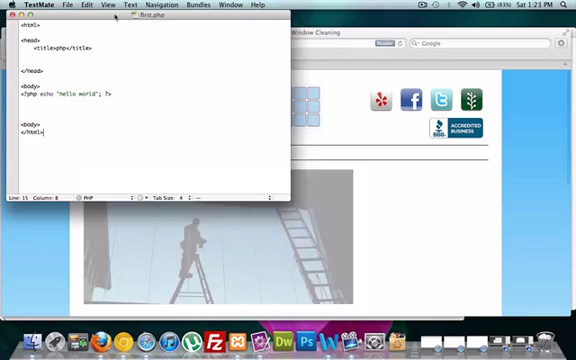 TextMate File Edit View Text Navigation Bundles Window Help
Sat 1:23 PM
first.php
Window Cleaning
Reader
Google
<html>
<head>
<title>php</title>
</head>
<body>
<?php echo "hello world"; ?>
<body>
</html>
ACCREDITED
BUSINESS
BBB
Line: 15 Column: 8 PHP Tab Size: 4